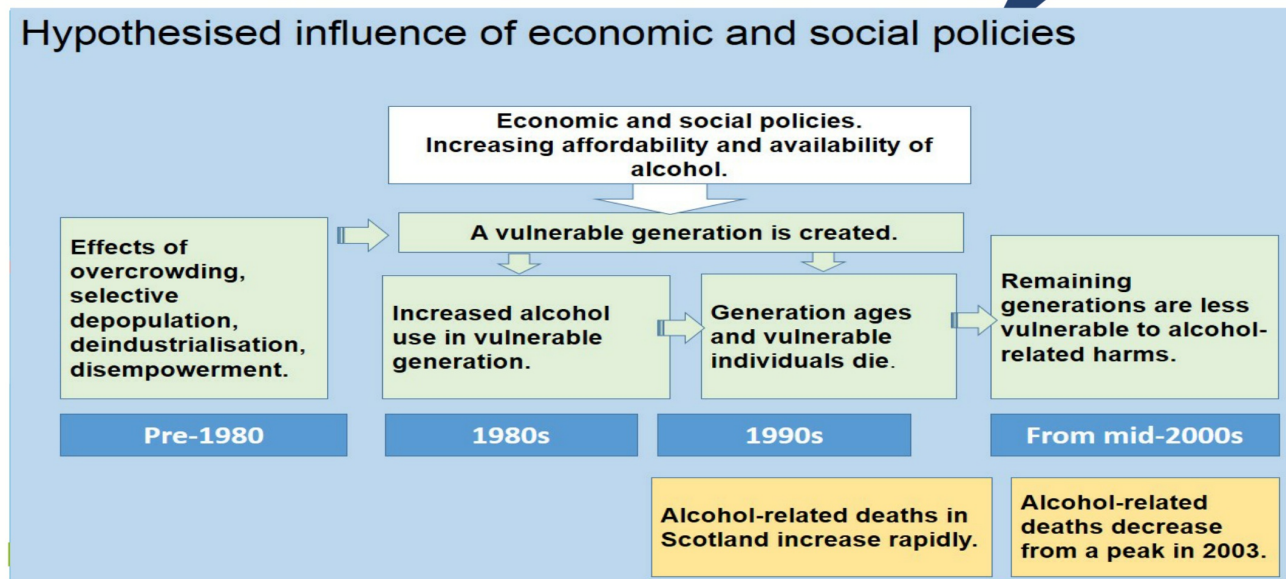 Hypothesised influence of economic and social policies
Economic and social policies.
Increasing affordability and availability of
alcohol.
A vulnerable generation is created.
Effects of
overcrowding,
selective
depopulation,
deindustrialisation,
disempowerment.
Increased alcohol
use in vulnerable
generation.
Generation ages
and vulnerable
individuals die.
Remaining
generations are less
vulnerable to alcohol-
related harms.
Pre-1980
1980s
1990s
From mid-2000s
Alcohol-related deaths in
Scotland increase rapidly.
Alcohol-related
deaths decrease
from a peak in 2003.